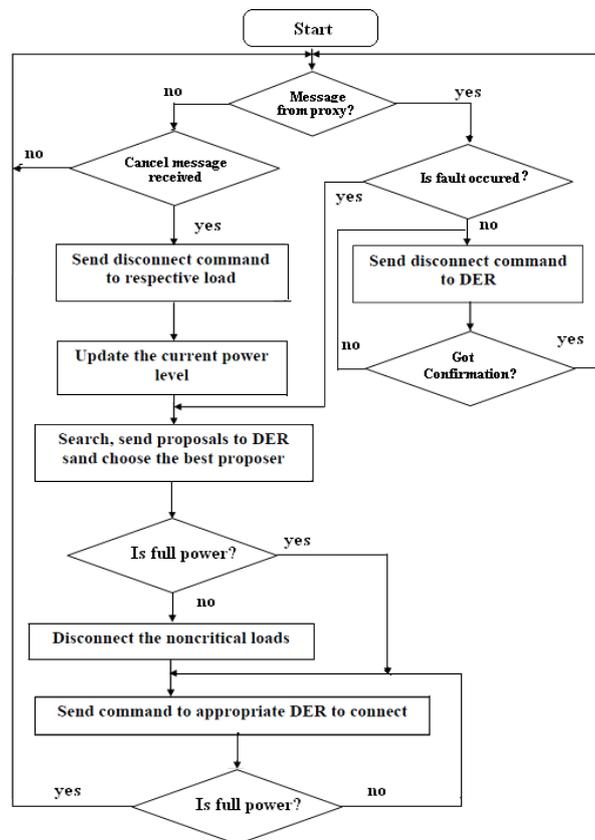 Start
Message
from proxy?
no
yes
Cancel message
received
no
yes
Is fault occured?
yes
no
Send disconnect command
to respective load
Send disconnect command
to DER
Update the current power
level
Got
Confirmation?
no
yes
Search, send proposals to DER
sand choose the best proposer
Is full power?
yes
no
Disconnect the noncritical loads
Send command to appropriate DER to connect
Is full power?
yes
no